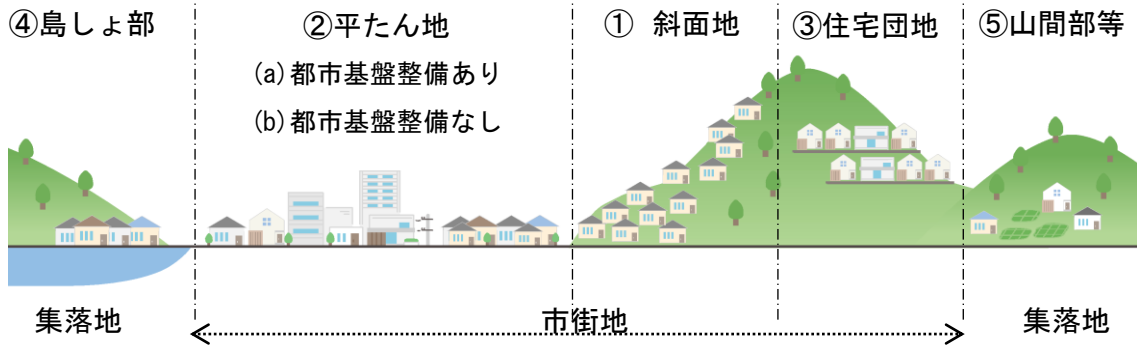 ④島しょ部
②平たん地
(a)都市基盤整備あり
(b)都市基盤整備なし
① 斜面地
③住宅団地
⑤山間部等
集落地
市街地
集落地